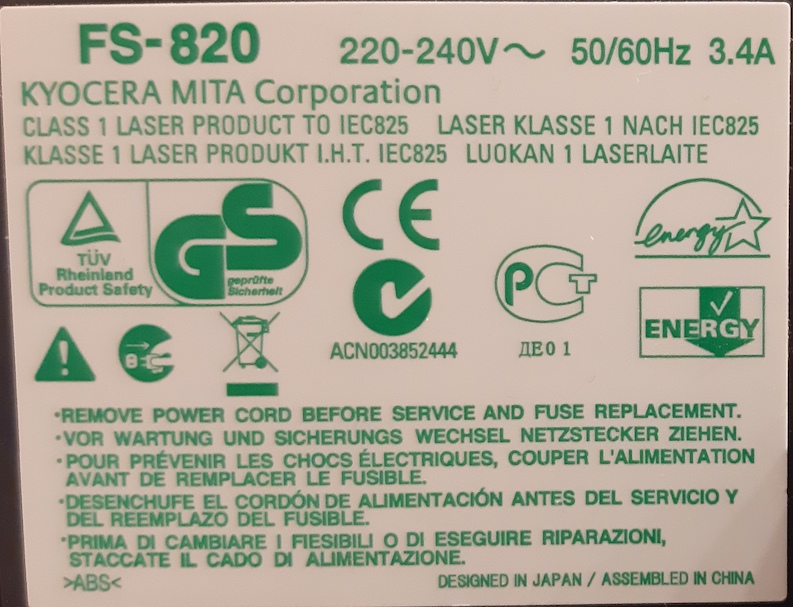 FS-820 220-240V～ 50/60Hz 3.4A
KYOCERA MITA Corporation
CLASS 1 LASER PRODUCT TO IEC825 LASER KLASSE 1 NACH IEC825
KLASSE 1 LASER PRODUKT I.H.T. IEC825 LUOKAN 1 LASERLAITE
TÜV
Rheinland
Product Safety
GS
geprüfte
Sicherheit
CE
ACN003852444
РСТ
ДЕ01
energy
ENERGY
·REMOVE POWER CORD BEFORE SERVICE AND FUSE REPLACEMENT.
·VOR WARTUNG UND SICHERUNGS WECHSEL NETZSTECKER ZIEHEN.
·POUR PRÉVENIR LES CHOCS ÉLECTRIQUES, COUPER L'ALIMENTATION
AVANT DE REMPLACER LE FUSIBLE.
·DESENCHUFE EL CORDÓN DE ALIMENTACIÓN ANTES DEL SERVICIO Y
DEL REEMPLAZO DEL FUSIBLE.
·PRIMA DI CAMBIARE I FIESIBILI O DI ESEGUIRE RIPARAZIONI,
STACCATE IL CADO DI ALIMENTAZIONE.
>ABS<
DESIGNED IN JAPAN / ASSEMBLED IN CHINA